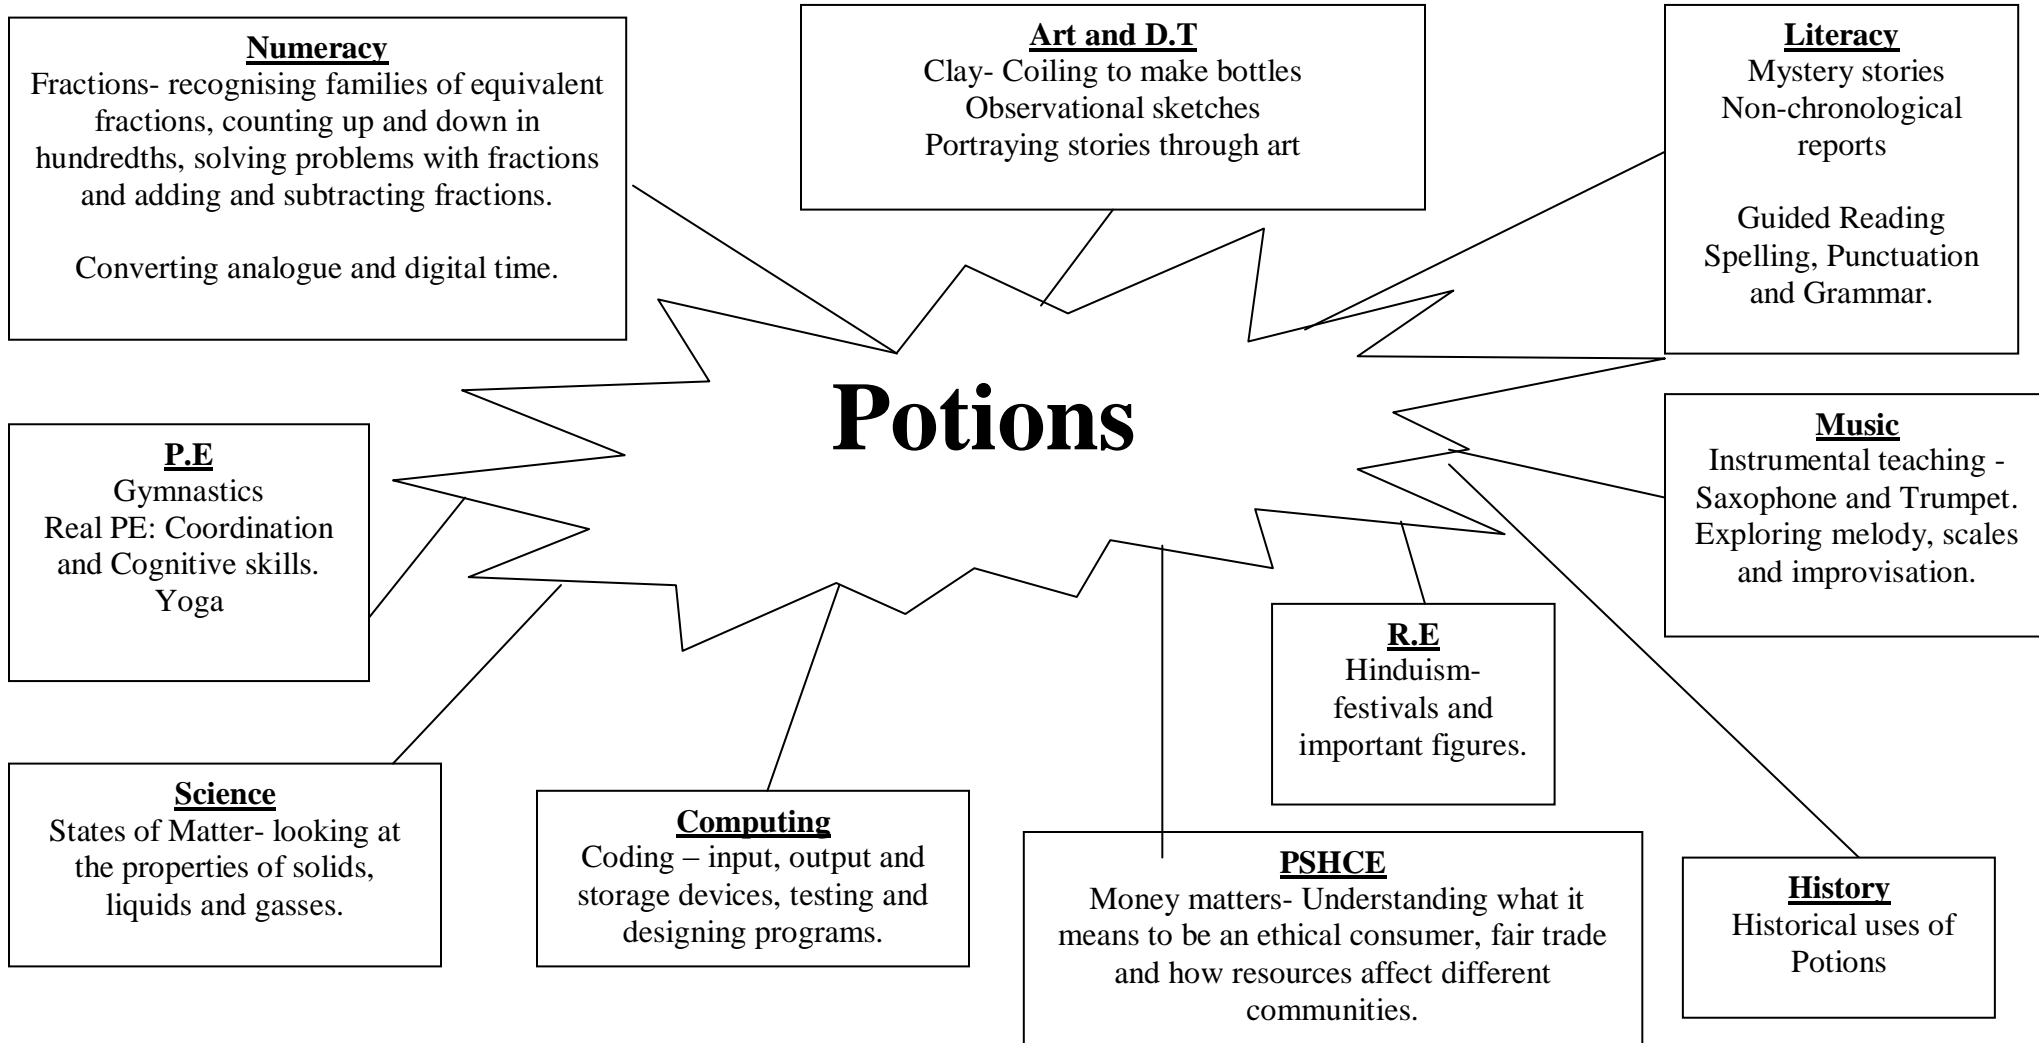 Numeracy
Fractions- recognising families of equivalent
fractions, counting up and down in
hundredths, solving problems with fractions
and adding and subtracting fractions.
Converting analogue and digital time.
Art and D.T
Clay- Coiling to make bottles
Observational sketches
Portraying stories through art
Literacy
Mystery stories
Non-chronological
reports
Guided Reading
Spelling, Punctuation
and Grammar.
Potions
P.E
Gymnastics
Real PE: Coordination
and Cognitive skills.
Yoga
Music
Instrumental teaching -
Saxophone and Trumpet.
Exploring melody, scales
and improvisation.
R.E
Hinduism-
festivals and
important figures.
Science
States of Matter- looking at
the properties of solids,
liquids and gasses.
Computing
Coding – input, output and
storage devices, testing and
designing programs.
PSHCE
Money matters- Understanding what it
means to be an ethical consumer, fair trade
and how resources affect different
communities.
History
Historical uses of
Potions